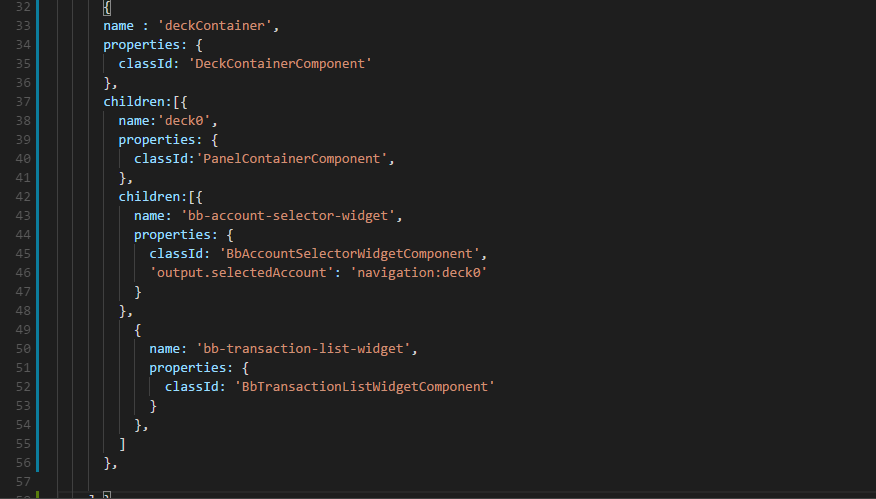 32 {
33 name : 'deckContainer',
34 properties: {
35 classId: 'DeckContainerComponent'
36 },
37 children:[{
38 name:'deck0',
39 properties: {
40 classId:'PanelContainerComponent',
41 },
42 children:[{
43 name: 'bb-account-selector-widget',
44 properties: {
45 classId: 'BbAccountSelectorWidgetComponent',
46 'output.selectedAccount': 'navigation:deck0'
47 }
48 },
49 {
50 name: 'bb-transaction-list-widget',
51 properties: {
52 classId: 'BbTransactionListWidgetComponent'
53 }
54 },
55 ]
56 },
57